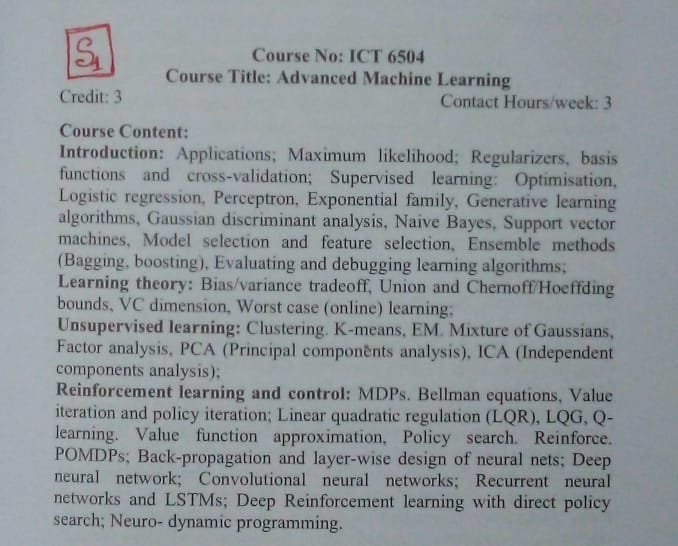 S1
Course No: ICT 6504
Course Title: Advanced Machine Learning
Credit: 3 Contact Hours/week: 3
Course Content:
Introduction: Applications; Maximum likelihood; Regularizers, basis
functions and cross-validation; Supervised learning: Optimisation,
Logistic regression, Perceptron, Exponential family, Generative learning
algorithms, Gaussian discriminant analysis, Naive Bayes, Support vector
machines, Model selection and feature selection, Ensemble methods
(Bagging, boosting), Evaluating and debugging learning algorithms;
Learning theory: Bias/variance tradeoff, Union and Chernoff/Hoeffding
bounds, VC dimension, Worst case (online) learning;
Unsupervised learning: Clustering. K-means, EM. Mixture of Gaussians,
Factor analysis, PCA (Principal components analysis), ICA (Independent
components analysis);
Reinforcement learning and control: MDPs. Bellman equations, Value
iteration and policy iteration; Linear quadratic regulation (LQR), LQG, Q-
learning. Value function approximation, Policy search. Reinforce.
POMDPs; Back-propagation and layer-wise design of neural nets; Deep
neural network; Convolutional neural networks; Recurrent neural
networks and LSTMs; Deep Reinforcement learning with direct policy
search; Neuro- dynamic programming.